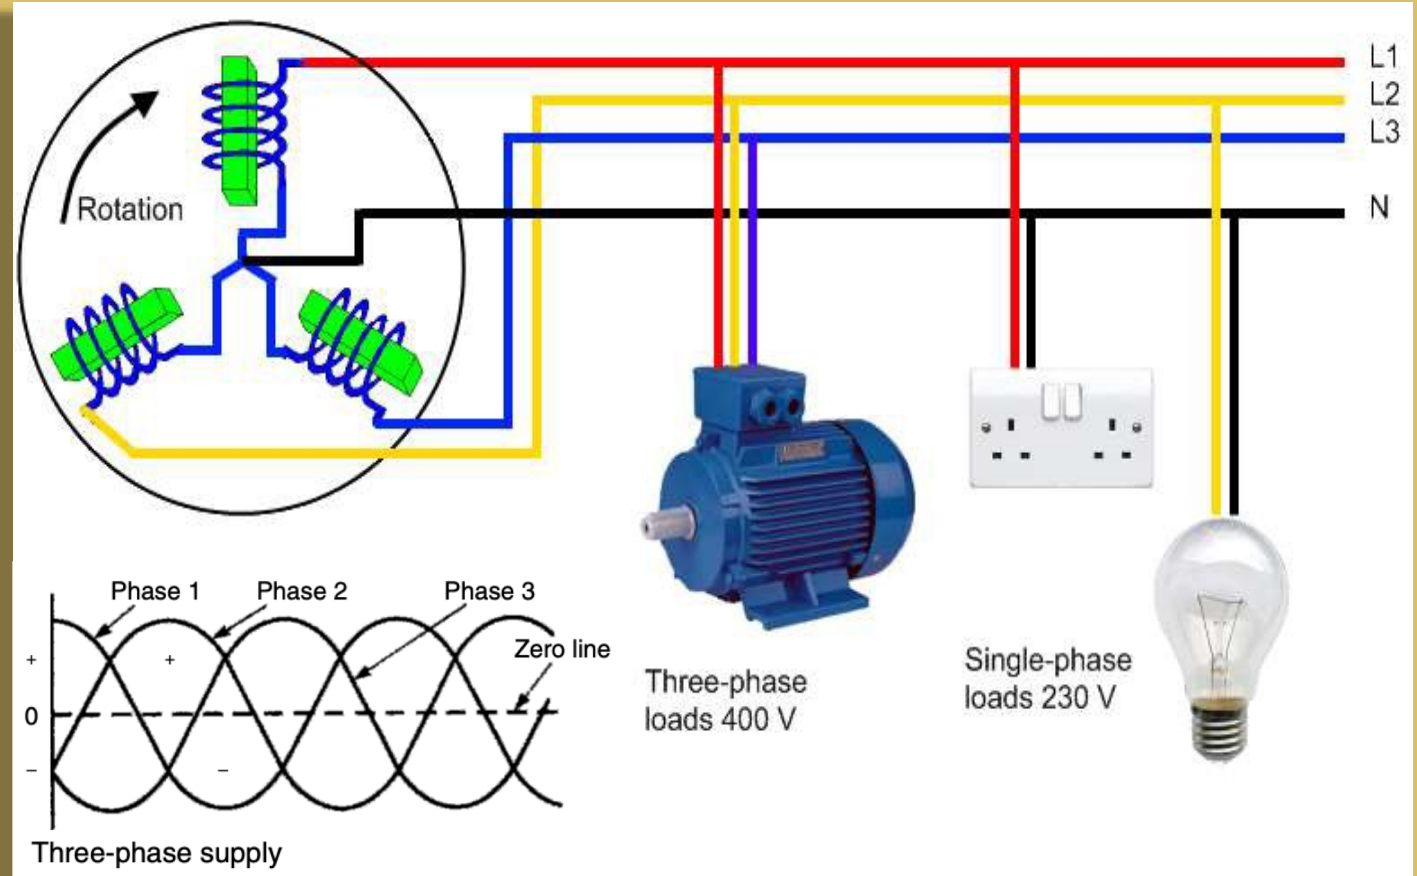 L1
L2
L3
N
Rotation
Three-phase
loads 400 V
Single-phase
loads 230 V
Phase 1
Phase 2
Phase 3
Zero line
+
+
0
–
–
Three-phase supply